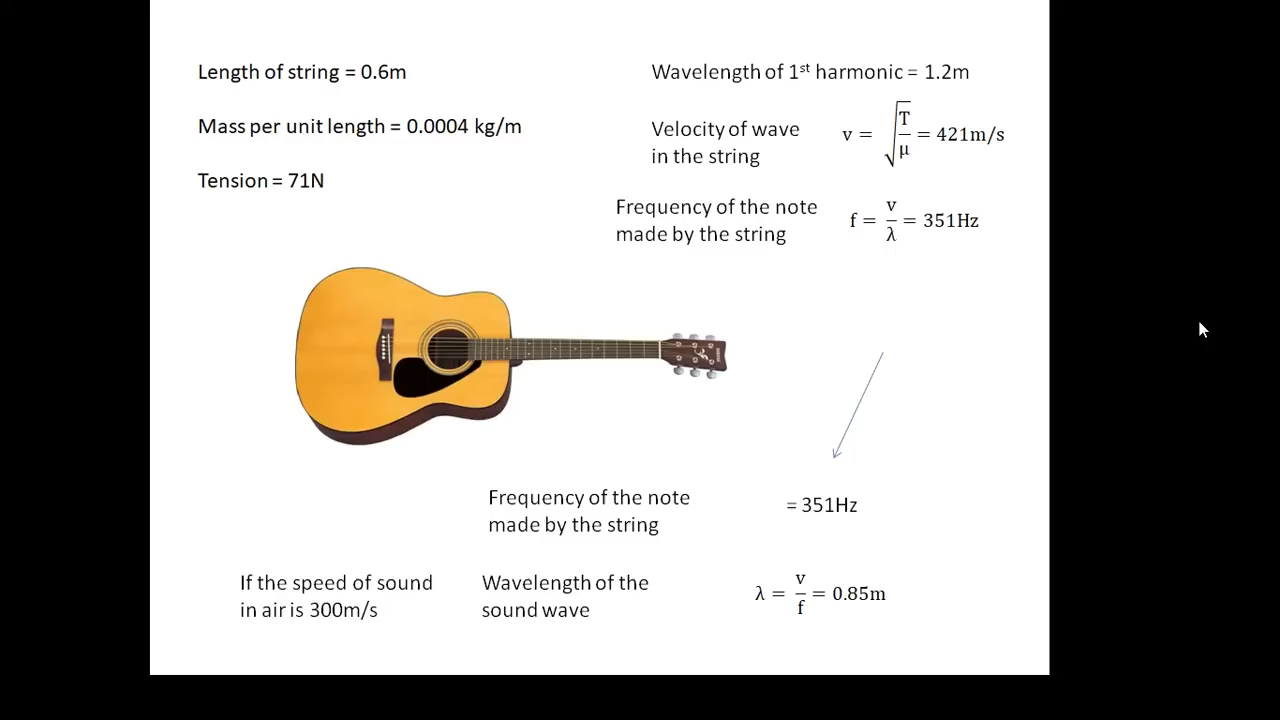 Length of string = 0.6m
Mass per unit length = 0.0004 kg/m
Tension = 71N
Wavelength of 1st harmonic = 1.2m
Velocity of wave
in the string
v = √(T/μ) = 421m/s
Frequency of the note
made by the string
f = v/λ = 351Hz
Frequency of the note
made by the string
= 351Hz
If the speed of sound
in air is 300m/s
Wavelength of the
sound wave
λ = v/f = 0.85m